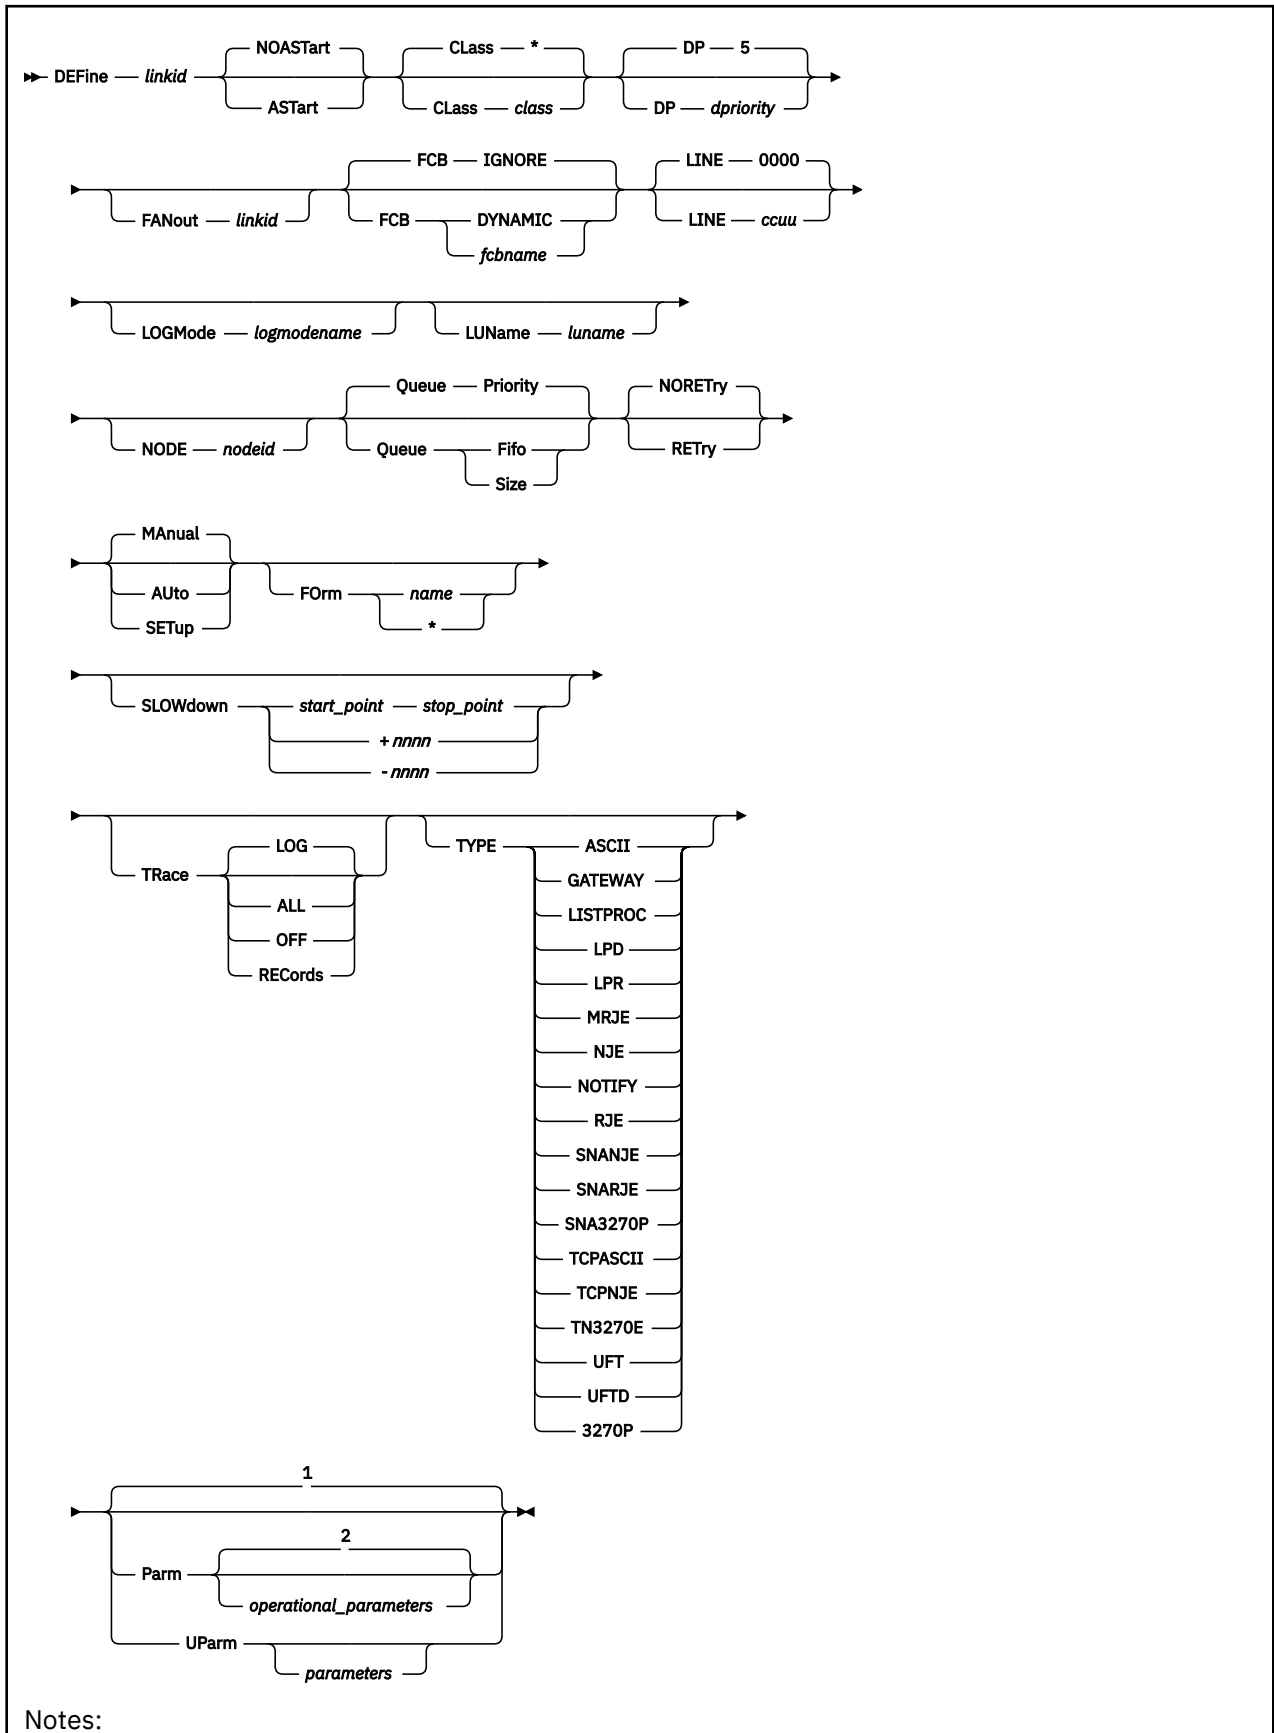 NOASTart CLass * DP 5
DEFine linkid
ASTart CLass class DP dpriority
FCB IGNORE LINE 0000
FANout linkid FCB DYNAMIC LINE ccuu
fcbname
LOGMode logmodename LUName luname
Queue Priority NORETry
NODE nodeid Queue Fifo RETry
Size
MAnual
AUto FOrm name
SETup *
SLOWdown start_point stop_point
+ nnnn
- nnnn
LOG ASCII
TYPE
TRace
GATEWAY
ALL
LISTPROC
OFF
LPD
RECords
LPR
MRJE
NJE
NOTIFY
RJE
SNANJE
SNARJE
SNA3270P
TCPASCII
TCPNJE
TN3270E
UFT
UFTD
3270P
1
2
Parm
operational_parameters
UParm
parameters
Notes: